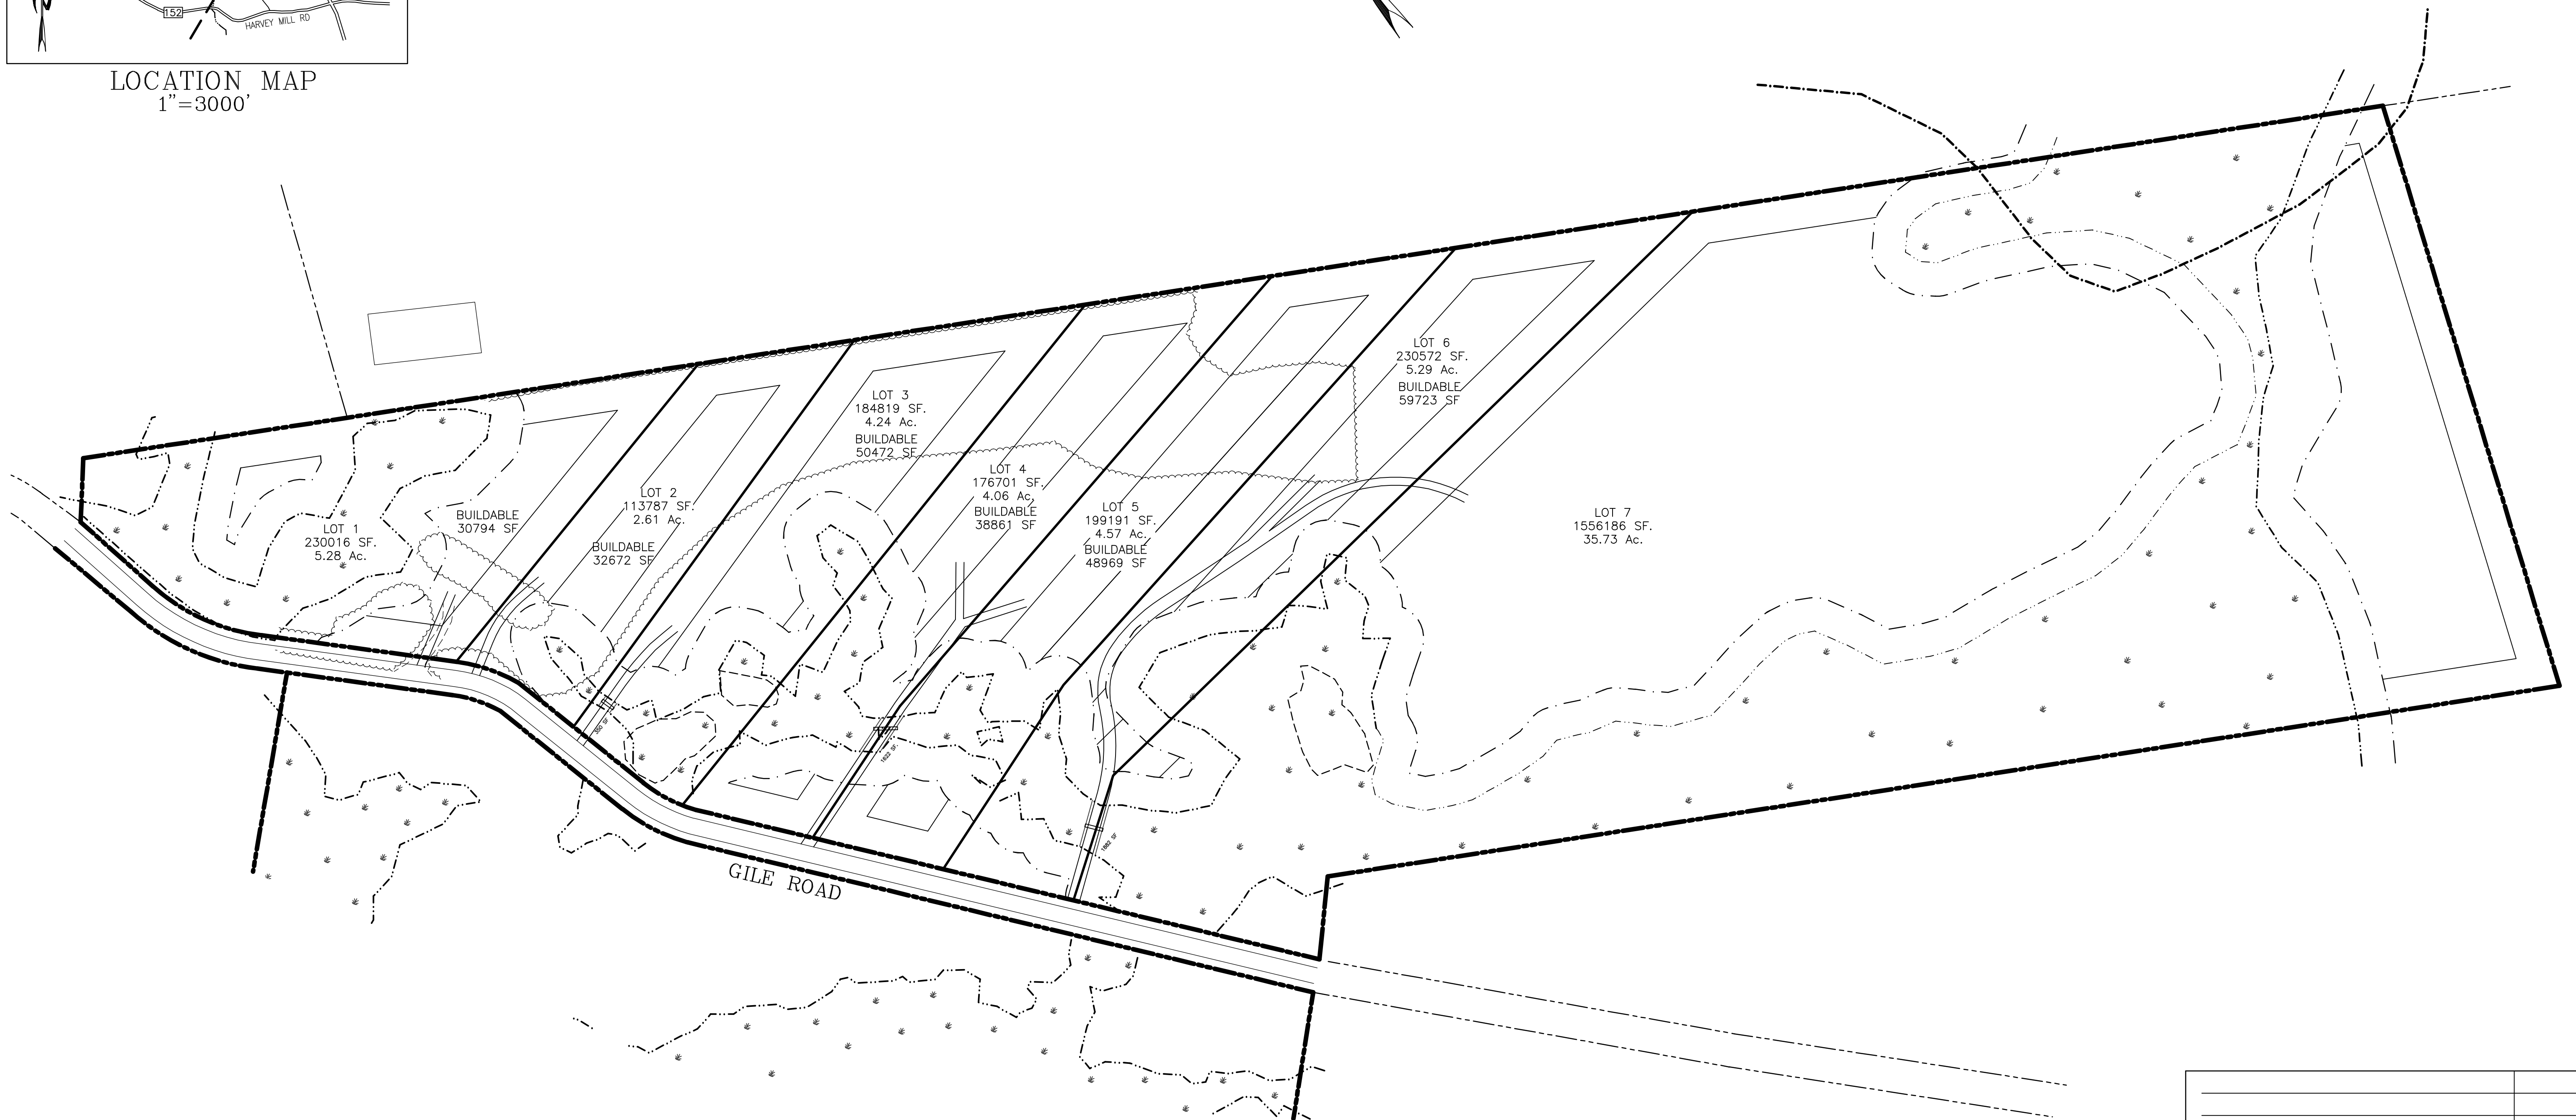 152
HARVEY MILL RD
LOCATION MAP
1"=3000'
LOT 1
230016 SF.
5.28 Ac.
BUILDABLE
30794 SF
LOT 2
113787 SF.
2.61 Ac.
BUILDABLE
32672 SF
LOT 3
184819 SF.
4.24 Ac.
BUILDABLE
50472 SF
LOT 4
176701 SF.
4.06 Ac.
BUILDABLE
38861 SF
LOT 5
199191 SF.
4.57 Ac.
BUILDABLE
48969 SF
LOT 6
230572 SF.
5.29 Ac.
BUILDABLE
59723 SF
LOT 7
1556186 SF.
35.73 Ac.
GILE ROAD